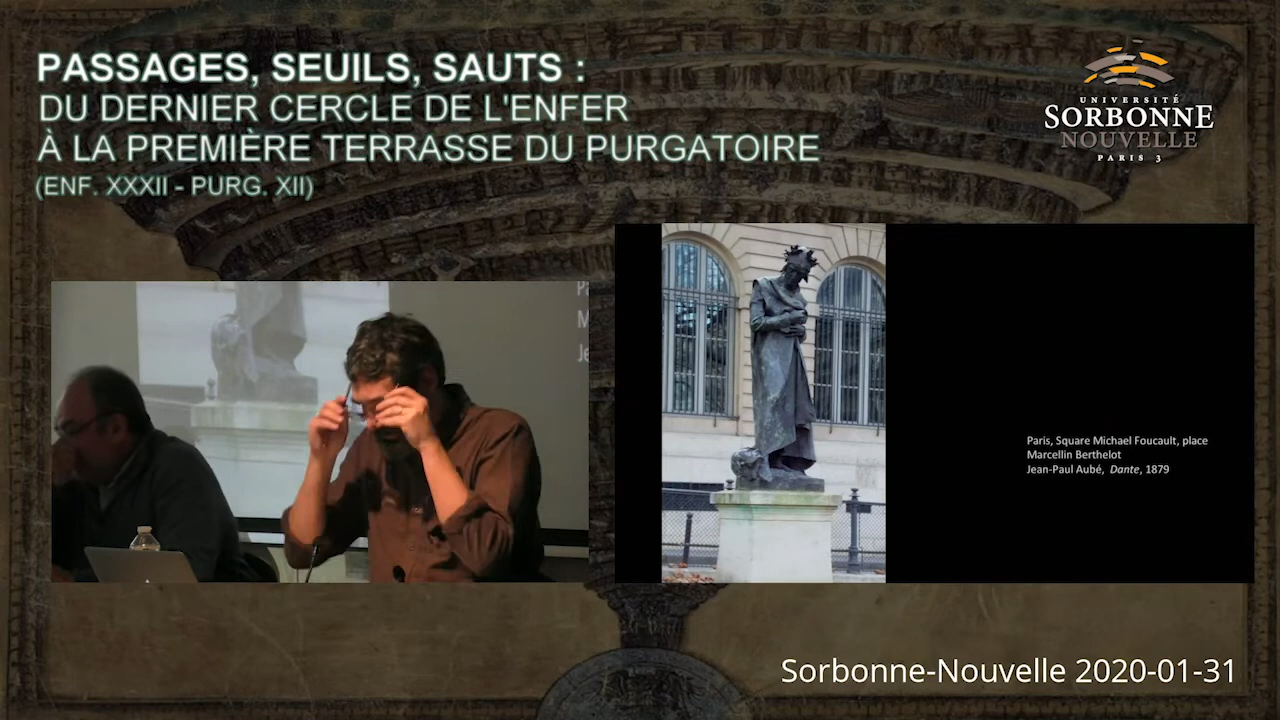 PASSAGES, SEUILS, SAUTS :
DU DERNIER CERCLE DE L'ENFER
À LA PREMIÈRE TERRASSE DU PURGATOIRE
(ENF. XXXII - PURG. XII)
UNIVERSITÉ
SORBONNE
NOUVELLE
PARIS 3
Pa
M
Je
Paris, Square Michael Foucault, place
Marcellin Berthelot
Jean-Paul Aubé, Dante, 1879
Sorbonne-Nouvelle 2020-01-31